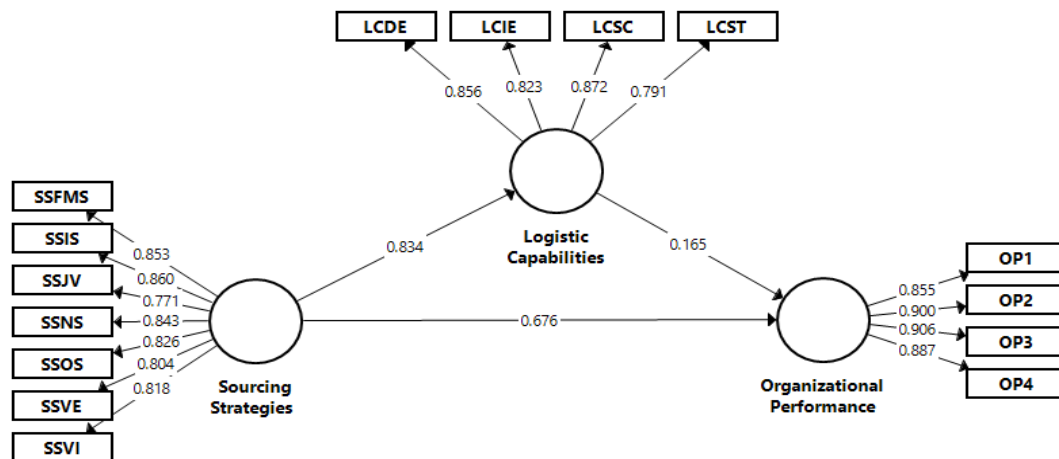 LCDE
LCIE
LCSC
LCST
0.856
0.823
0.872
0.791
Logistic
Capabilities
SSFMS
SSIS
SSJV
SSNS
SSOS
SSVE
SSVI
0.853
0.860
0.771
0.843
0.826
0.804
0.818
Sourcing
Strategies
0.834
0.165
0.676
OP1
OP2
OP3
OP4
0.855
0.900
0.906
0.887
Organizational
Performance